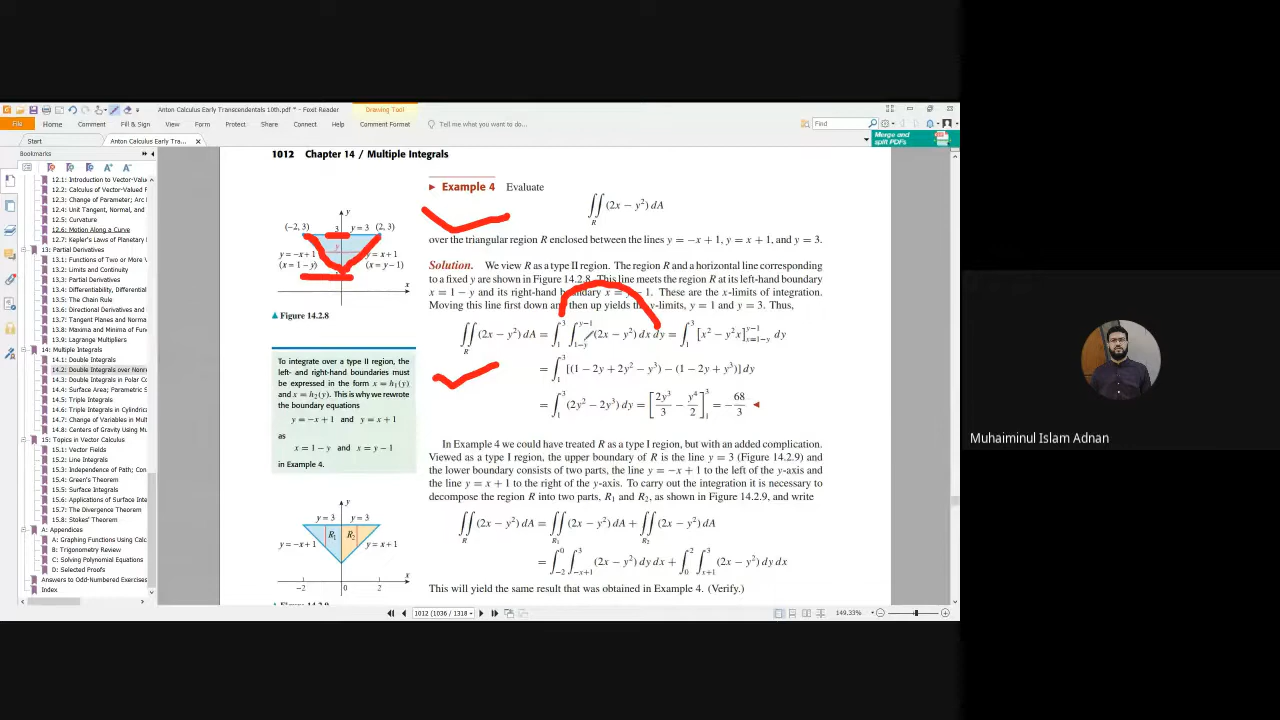 Anton Calculus Early Transcendentals 10th.pdf * - Foxit Reader
Drawing Tool
File Home Comment Fill & Sign View Form Protect Share Connect Help Comment Format Tell me what you want to do... Find
Start Anton Calculus Early Tra...
Merge and
split PDFs
Bookmarks
12.1: Introduction to Vector-Valu
12.2: Calculus of Vector-Valued F
12.3: Change of Parameter; Arc
12.4: Unit Tangent, Normal, and
12.5: Curvature
12.6: Motion Along a Curve
12.7: Kepler's Laws of Planetary
13: Partial Derivatives
13.1: Functions of Two or More V
13.2: Limits and Continuity
13.3: Partial Derivatives
13.4: Differentiability, Differential
13.5: The Chain Rule
13.6: Directional Derivatives and
13.7: Tangent Planes and Normal
13.8: Maxima and Minima of Fun
13.9: Lagrange Multipliers
14: Multiple Integrals
14.1: Double Integrals
14.2: Double Integrals over Nonre
14.3: Double Integrals in Polar C
14.4: Surface Area; Parametric S
14.5: Triple Integrals
14.6: Triple Integrals in Cylindrica
14.7: Change of Variables in Mult
14.8: Centers of Gravity Using Mu
15: Topics in Vector Calculus
15.1: Vector Fields
15.2: Line Integrals
15.3: Independence of Path; Con
15.4: Green's Theorem
15.5: Surface Integrals
15.6: Applications of Surface Inte
15.7: The Divergence Theorem
15.8: Stokes' Theorem
A: Appendices
A: Graphing Functions Using Calc
B: Trigonometry Review
C: Solving Polynomial Equations
D: Selected Proofs
Answers to Odd-Numbered Exercises
Index
1012 Chapter 14 / Multiple Integrals
y
(−2, 3) 3 y = 3 (2, 3)
y
y = −x + 1 y = x + 1
(x = 1 − y) (x = y − 1)
x
▲ Figure 14.2.8
To integrate over a type II region, the
left- and right-hand boundaries must
be expressed in the form x = h₁(y)
and x = h₂(y). This is why we rewrote
the boundary equations
y = −x + 1 and y = x + 1
as
x = 1 − y and x = y − 1
in Example 4.
y
y = 3 y = 3
R₁ R₂
y = −x + 1 y = x + 1
x
−2 0 2
▶ Example 4 Evaluate
∬_R (2x − y²) dA
over the triangular region R enclosed between the lines y = −x + 1, y = x + 1, and y = 3.
Solution. We view R as a type II region. The region R and a horizontal line corresponding
to a fixed y are shown in Figure 14.2.8. This line meets the region R at its left-hand boundary
x = 1 − y and its right-hand boundary x = y − 1. These are the x-limits of integration.
Moving this line first down and then up yields the y-limits, y = 1 and y = 3. Thus,
∬_R (2x − y²) dA = ∫₁³ ∫_{1−y}^{y−1} (2x − y²) dx dy = ∫₁³ [x² − y²x]_{x=1−y}^{y−1} dy
= ∫₁³ [(1 − 2y + 2y² − y³) − (1 − 2y + y³)] dy
= ∫₁³ (2y² − 2y³) dy = [2y³/3 − y⁴/2]₁³ = −68/3 ◀
In Example 4 we could have treated R as a type I region, but with an added complication.
Viewed as a type I region, the upper boundary of R is the line y = 3 (Figure 14.2.9) and
the lower boundary consists of two parts, the line y = −x + 1 to the left of the y-axis and
the line y = x + 1 to the right of the y-axis. To carry out the integration it is necessary to
decompose the region R into two parts, R₁ and R₂, as shown in Figure 14.2.9, and write
∬_R (2x − y²) dA = ∬_{R₁} (2x − y²) dA + ∬_{R₂} (2x − y²) dA
= ∫_{−2}^0 ∫_{−x+1}^3 (2x − y²) dy dx + ∫_0^2 ∫_{x+1}^3 (2x − y²) dy dx
This will yield the same result that was obtained in Example 4. (Verify.)
1012 (1036 / 1318
149.33%
Muhaiminul Islam Adnan